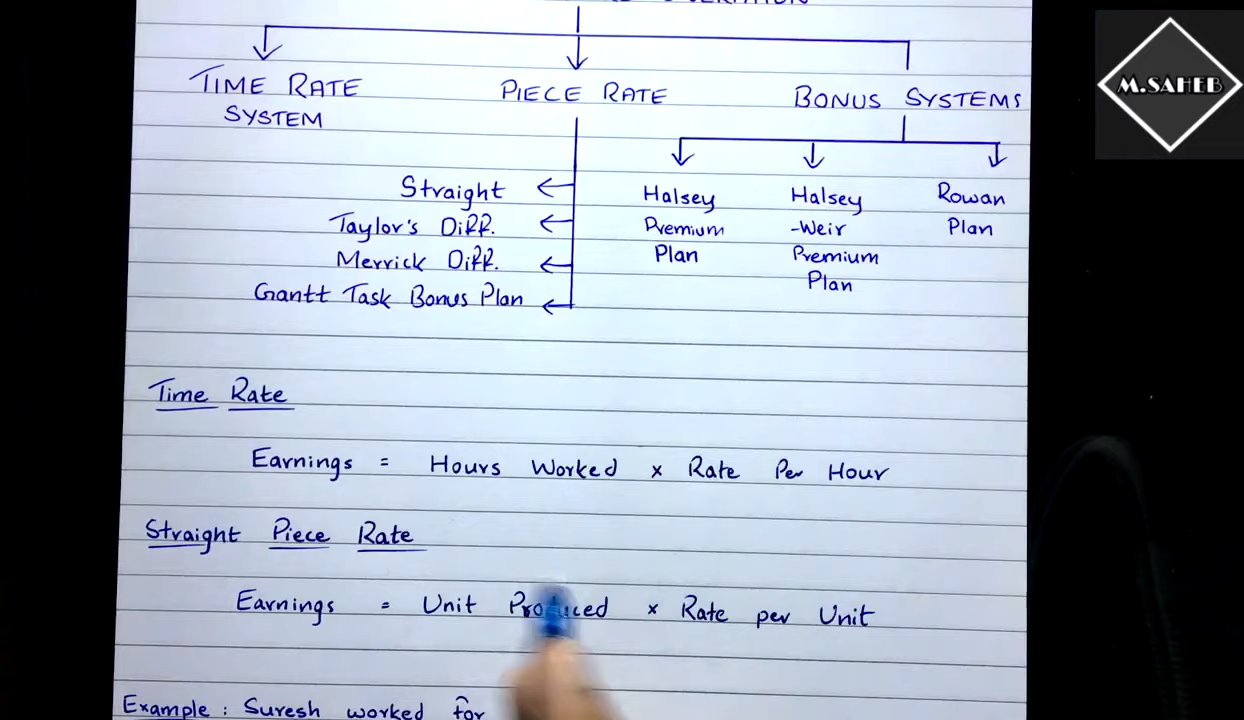 TIME RATE
SYSTEM
PIECE RATE
BONUS SYSTEMS
Straight
Taylor's Diff.
Merrick Diff.
Gantt Task Bonus Plan
Halsey
Premium
Plan
Halsey
-Weir
Premium
Plan
Rowan
Plan
Time Rate
Earnings = Hours Worked x Rate Per Hour
Straight Piece Rate
Earnings = Unit Produced x Rate per Unit
Example: Suresh worked for
M.SAHEB